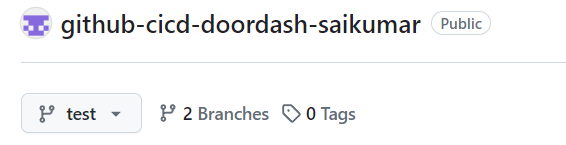 github-cicd-doordash-saikumar Public
test 2 Branches 0 Tags